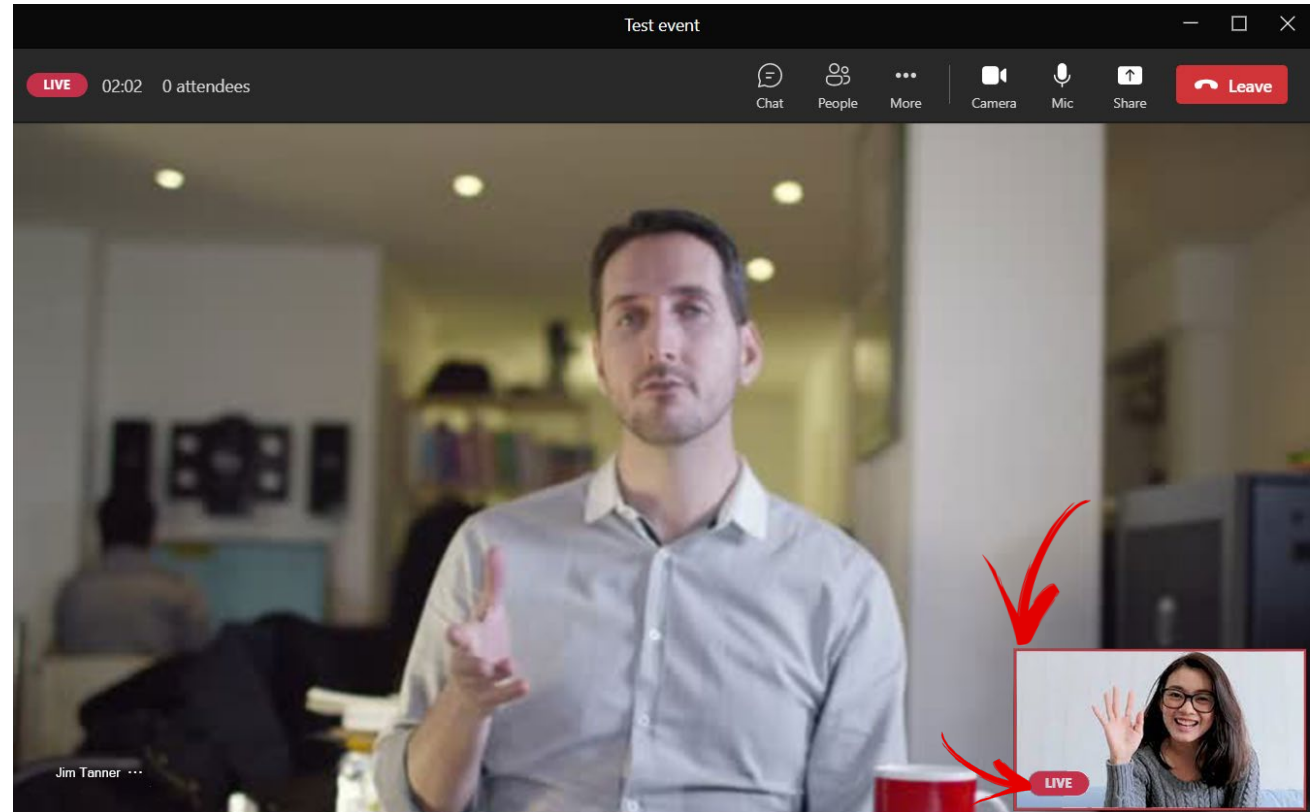 Test event
LIVE 02:02 0 attendees
Chat People More Camera Mic Share Leave
Jim Tanner ...
LIVE